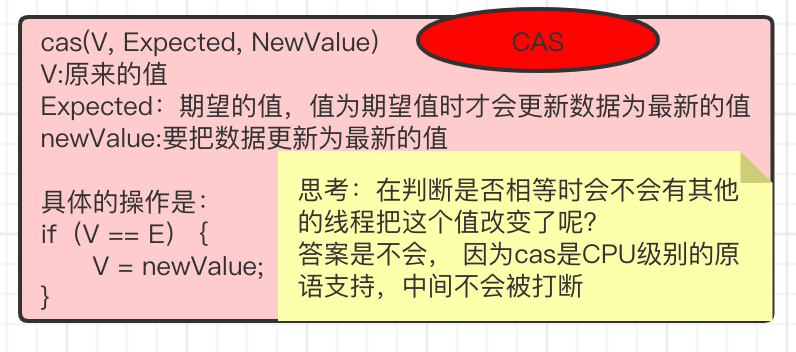 cas(V, Expected, NewValue)
CAS
V:原来的值
Expected：期望的值，值为期望值时才会更新数据为最新的值
newValue:要把数据更新为最新的值
具体的操作是：
if（V == E）｛
V = newValue;
}
思考：在判断是否相等时会不会有其他
的线程把这个值改变了呢？
答案是不会， 因为cas是CPU级别的原
语支持，中间不会被打断